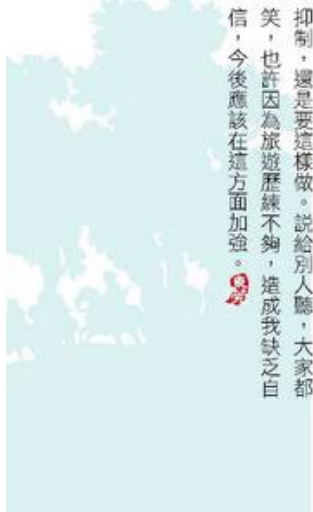 抑制，還是要這樣做。説給別人聽，大家都
笑，也許因為旅遊歷練不夠，造成我缺乏自
信，今後應該在這方面加強。